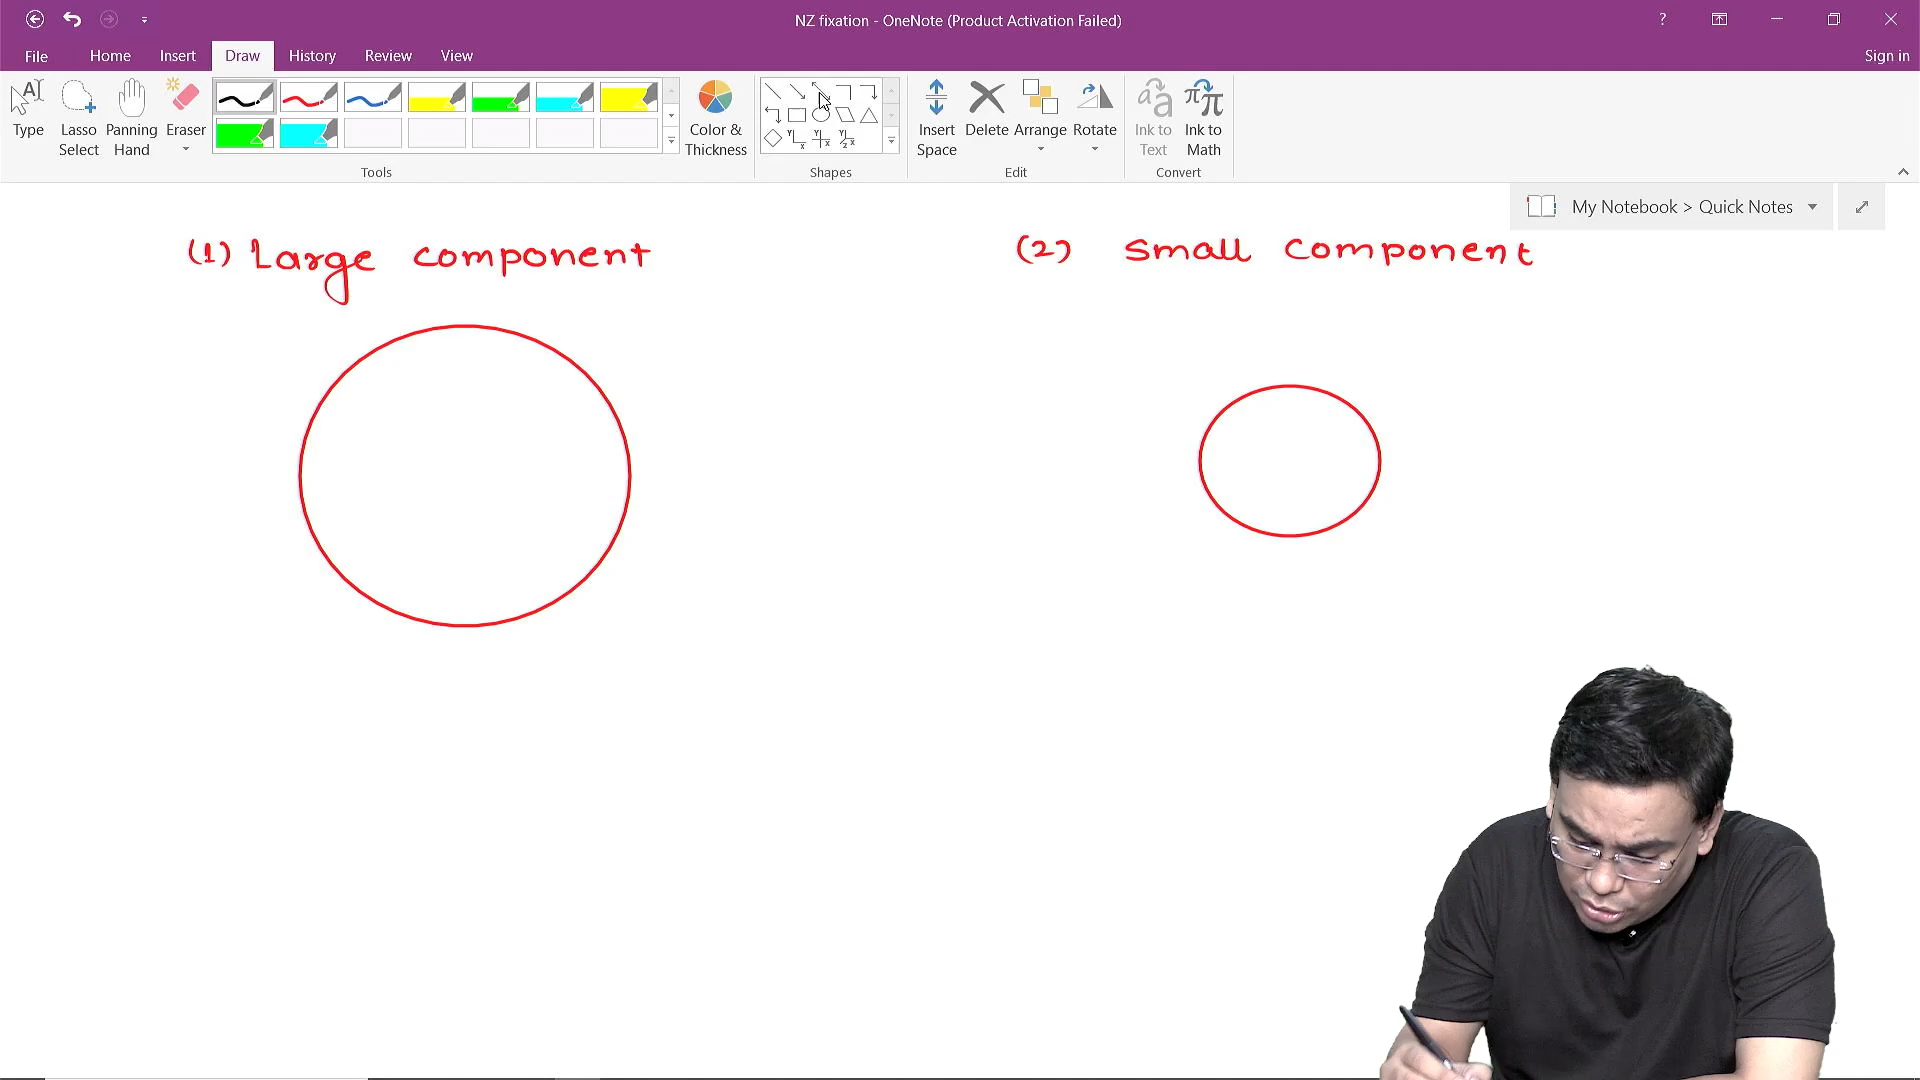 NZ fixation - OneNote (Product Activation Failed)
?
File Home Insert Draw History Review View Sign in
Type Lasso Select Panning Hand Eraser Color & Thickness Insert Space Delete Arrange Rotate Ink to Text Ink to Math
Tools Shapes Edit Convert
My Notebook > Quick Notes
(1) Large component
(2) Small component